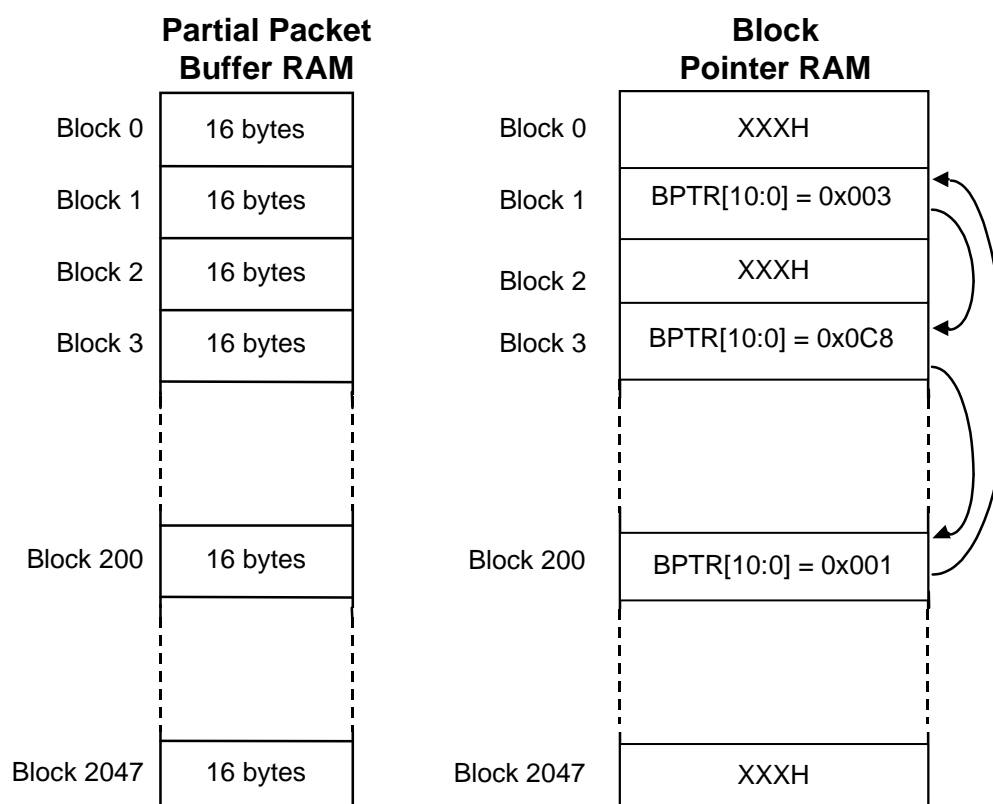 Partial Packet
Buffer RAM
Block 0
16 bytes
Block 1
16 bytes
Block 2
16 bytes
Block 3
16 bytes
Block 200
16 bytes
Block 2047
16 bytes
Block
Pointer RAM
Block 0
XXXH
Block 1
BPTR[10:0] = 0x003
Block 2
XXXH
Block 3
BPTR[10:0] = 0x0C8
Block 200
BPTR[10:0] = 0x001
Block 2047
XXXH